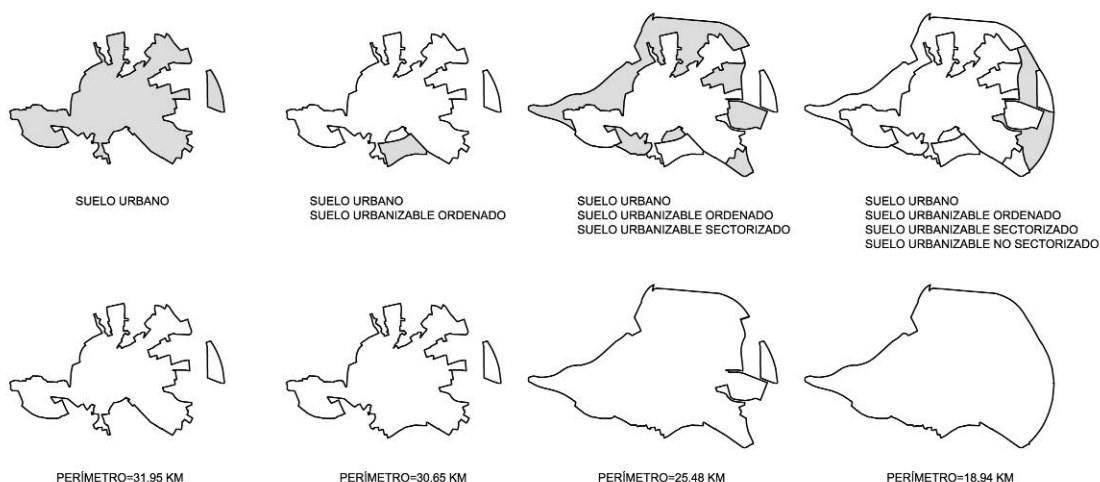 SUELO URBANO
SUELO URBANO
SUELO URBANIZABLE ORDENADO
SUELO URBANO
SUELO URBANIZABLE ORDENADO
SUELO URBANIZABLE SECTORIZADO
SUELO URBANO
SUELO URBANIZABLE ORDENADO
SUELO URBANIZABLE SECTORIZADO
SUELO URBANIZABLE NO SECTORIZADO
PERÍMETRO=31.95 KM
PERÍMETRO=30.65 KM
PERÍMETRO=25.48 KM
PERÍMETRO=18.94 KM